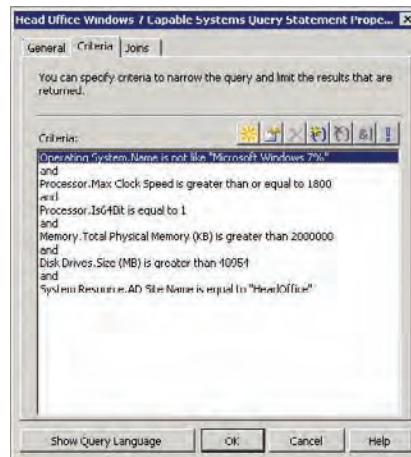 Head Office Windows 7 Capable Systems Query Statement Prope...
General Criteria Joins
You can specify criteria to narrow the query and limit the results that are
returned.
Criteria:
Operating System.Name is not like "Microsoft Windows 7%"
and
Processor.Max Clock Speed is greater than or equal to 1800
and
Processor.Is64Bit is equal to 1
and
Memory.Total Physical Memory (KB) is greater than 2000000
and
Disk Drives.Size (MB) is greater than
and
System Resource.AD Site Name is equal to "HeadOffice"
Show Query Language OK Cancel Help